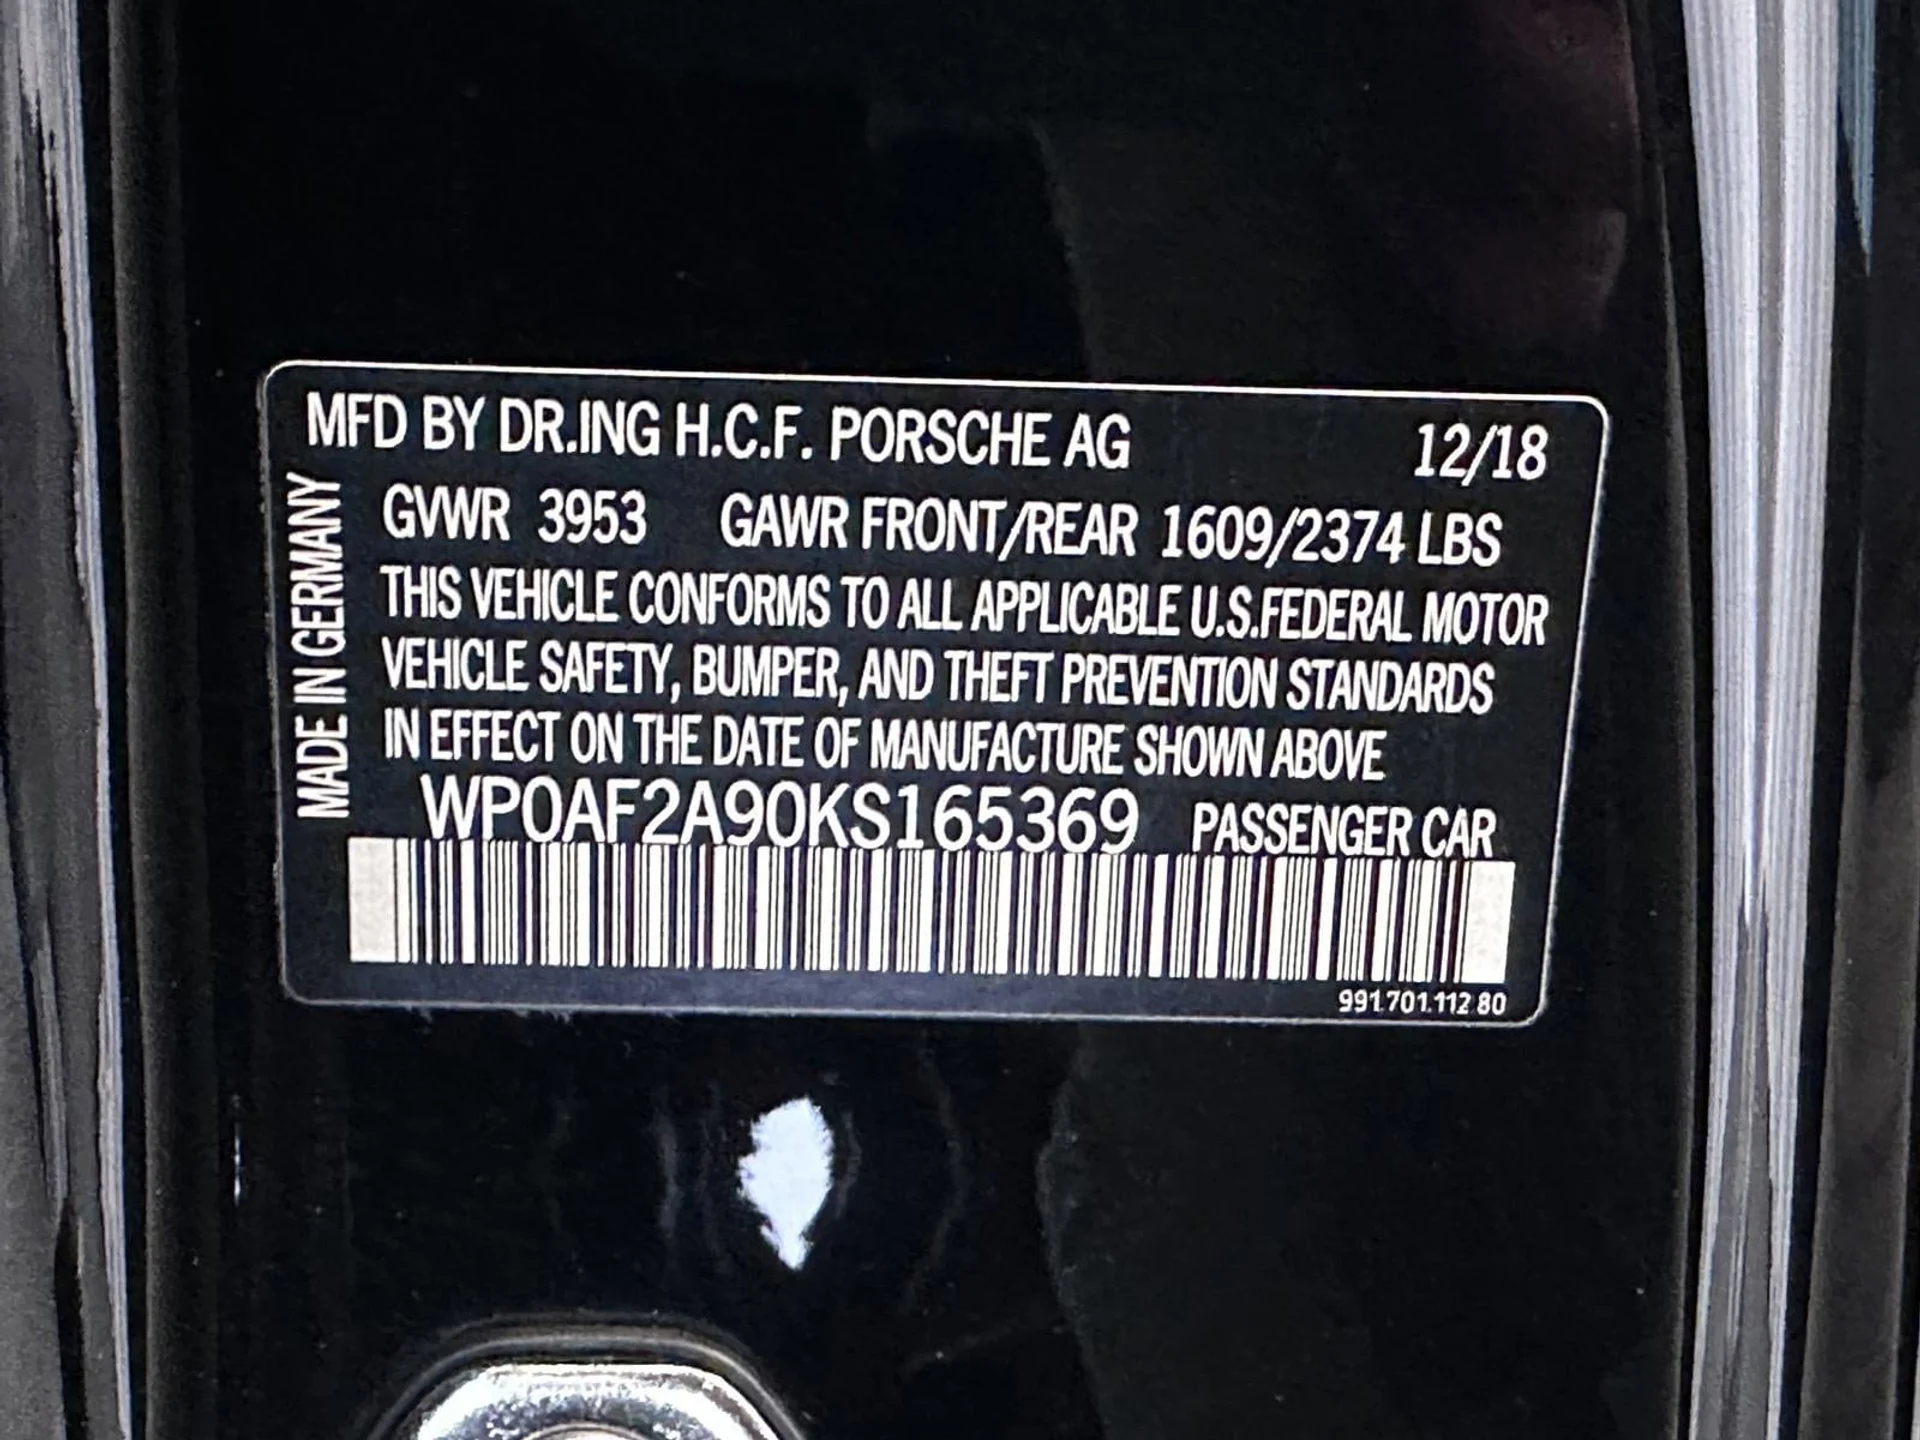 MFD BY DR.ING H.C.F. PORSCHE AG 12/18
GVWR 3953 GAWR FRONT/REAR 1609/2374 LBS
THIS VEHICLE CONFORMS TO ALL APPLICABLE U.S.FEDERAL MOTOR
VEHICLE SAFETY, BUMPER, AND THEFT PREVENTION STANDARDS
IN EFFECT ON THE DATE OF MANUFACTURE SHOWN ABOVE
WP0AF2A90KS165369 PASSENGER CAR
991.701.112.80
MADE IN GERMANY